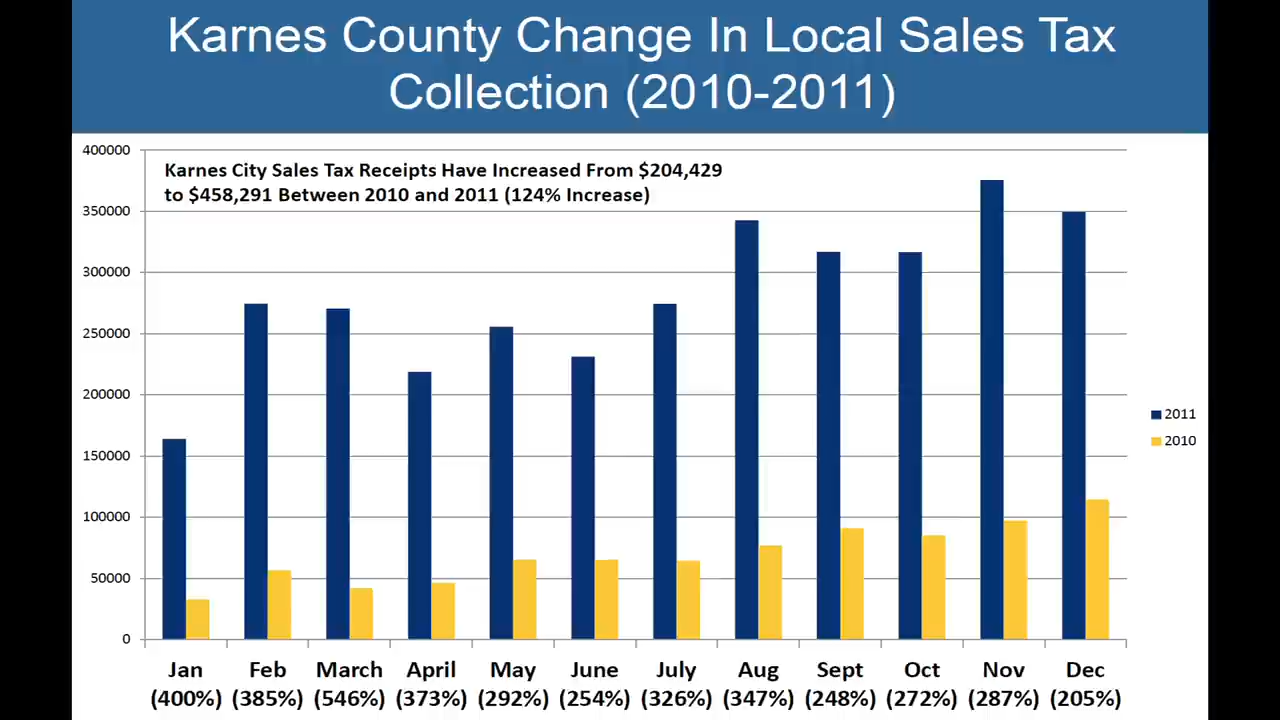 Karnes County Change In Local Sales Tax
Collection (2010-2011)
400000
Karnes City Sales Tax Receipts Have Increased From $204,429
to $458,291 Between 2010 and 2011 (124% Increase)
350000
300000
250000
200000
2011
2010
150000
100000
50000
0
Jan Feb March April May June July Aug Sept Oct Nov Dec
(400%) (385%) (546%) (373%) (292%) (254%) (326%) (347%) (248%) (272%) (287%) (205%)